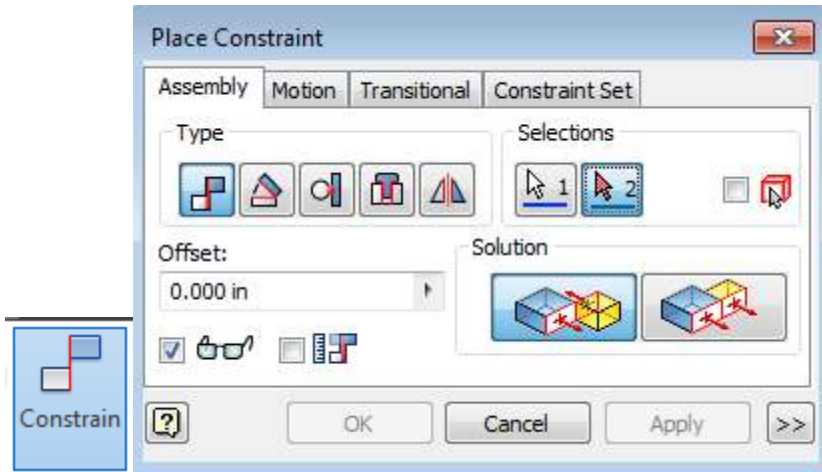 Place Constraint
Assembly Motion Transitional Constraint Set
Type
Selections
1 2
Offset:
Solution
0.000 in
Constrain
?
OK Cancel Apply >>